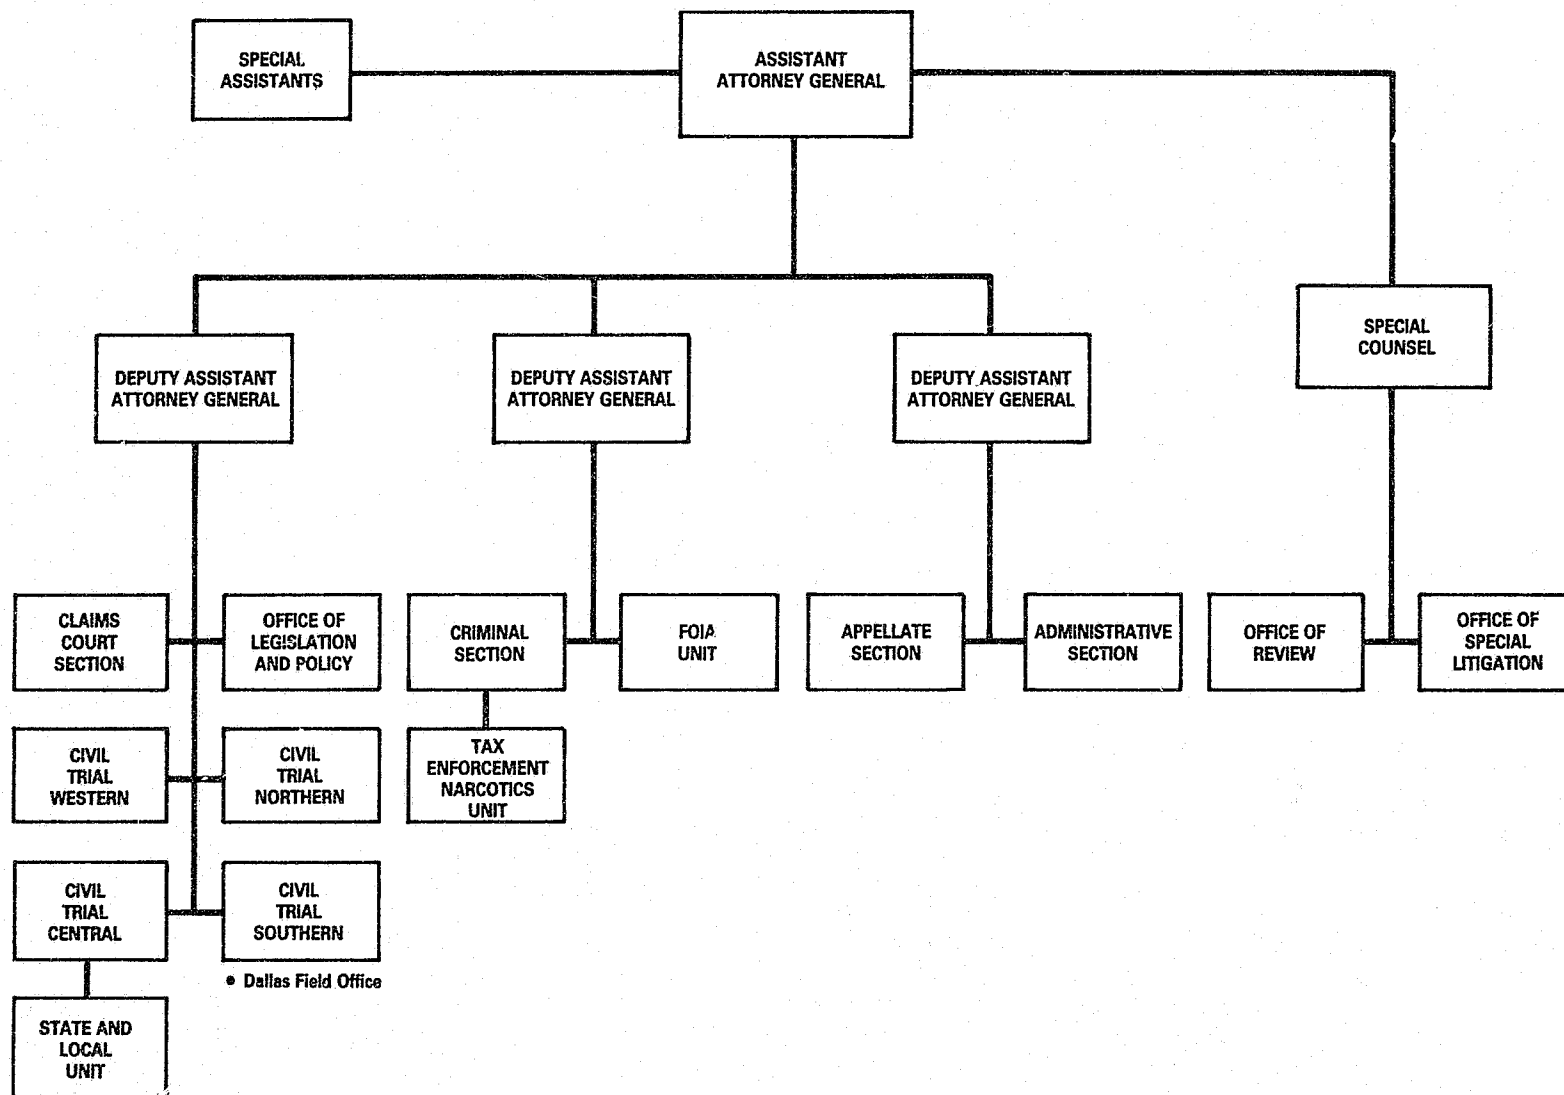 SPECIAL
ASSISTANTS
ASSISTANT
ATTORNEY GENERAL
SPECIAL
COUNSEL
DEPUTY ASSISTANT
ATTORNEY GENERAL
DEPUTY ASSISTANT
ATTORNEY GENERAL
DEPUTY ASSISTANT
ATTORNEY GENERAL
CLAIMS
COURT
SECTION
OFFICE OF
LEGISLATION
AND POLICY
CRIMINAL
SECTION
FOIA
UNIT
APPELLATE
SECTION
ADMINISTRATIVE
SECTION
OFFICE OF
REVIEW
OFFICE OF
SPECIAL
LITIGATION
CIVIL
TRIAL
WESTERN
CIVIL
TRIAL
NORTHERN
TAX
ENFORCEMENT
NARCOTICS
UNIT
CIVIL
TRIAL
CENTRAL
CIVIL
TRIAL
SOUTHERN
• Dallas Field Office
STATE AND
LOCAL
UNIT